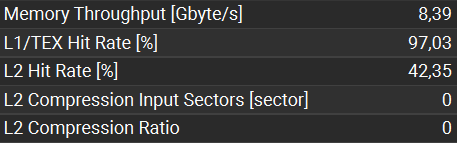 Memory Throughput [Gbyte/s] 8,39
L1/TEX Hit Rate [%] 97,03
L2 Hit Rate [%] 42,35
L2 Compression Input Sectors [sector] 0
L2 Compression Ratio 0